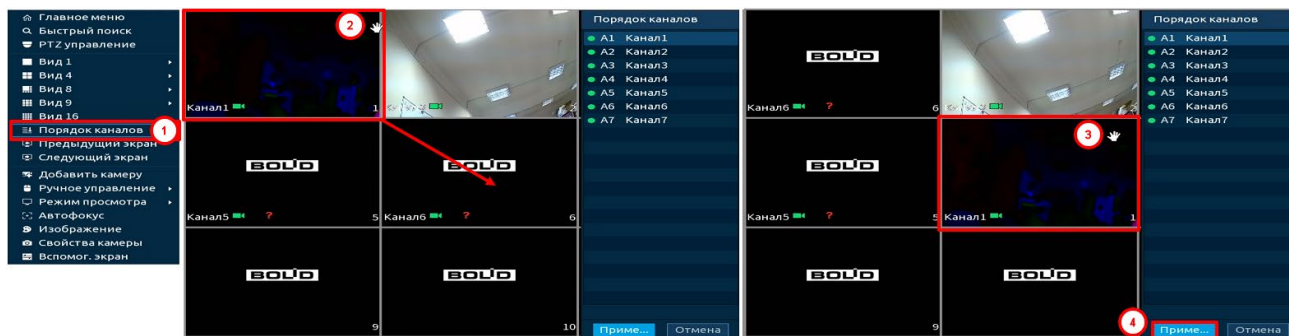 Главное меню
Быстрый поиск
PTZ управление
Вид 1
Вид 4
Вид 8
Вид 9
Вид 16
Порядок каналов
Предыдущий экран
Следующий экран
Добавить камеру
Ручное управление
Режим просмотра
Автофокус
Изображение
Свойства камеры
Вспомог. экран
1
2
Канал1
1
2
BOLID
BOLID
Канал5 ?
5
Канал6 ?
6
BOLID
BOLID
9
10
Порядок каналов
A1 Канал1
A2 Канал2
A3 Канал3
A4 Канал4
A5 Канал5
A6 Канал6
A7 Канал7
Приме...
Отмена
BOLID
Канал6 ?
6
2
3
BOLID
Канал5 ?
5
Канал1
1
BOLID
BOLID
9
Порядок каналов
A1 Канал1
A2 Канал2
A3 Канал3
A4 Канал4
A5 Канал5
A6 Канал6
A7 Канал7
4
Приме...
Отмена